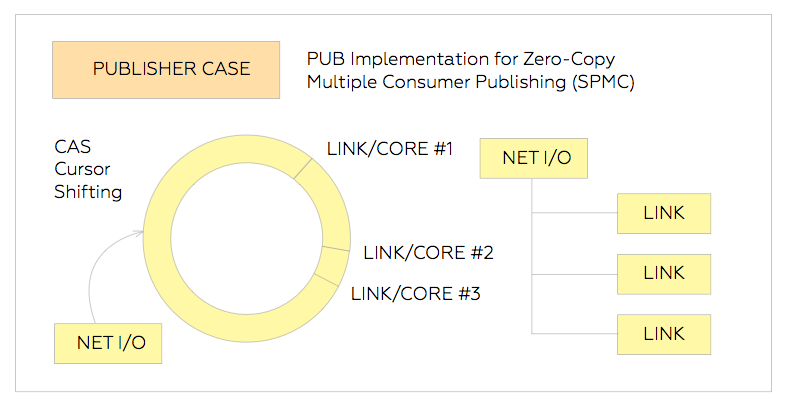 PUBLISHER CASE
PUB Implementation for Zero-Copy
Multiple Consumer Publishing (SPMC)
CAS
Cursor
Shifting
LINK/CORE #1
LINK/CORE #2
LINK/CORE #3
NET I/O
NET I/O
LINK
LINK
LINK